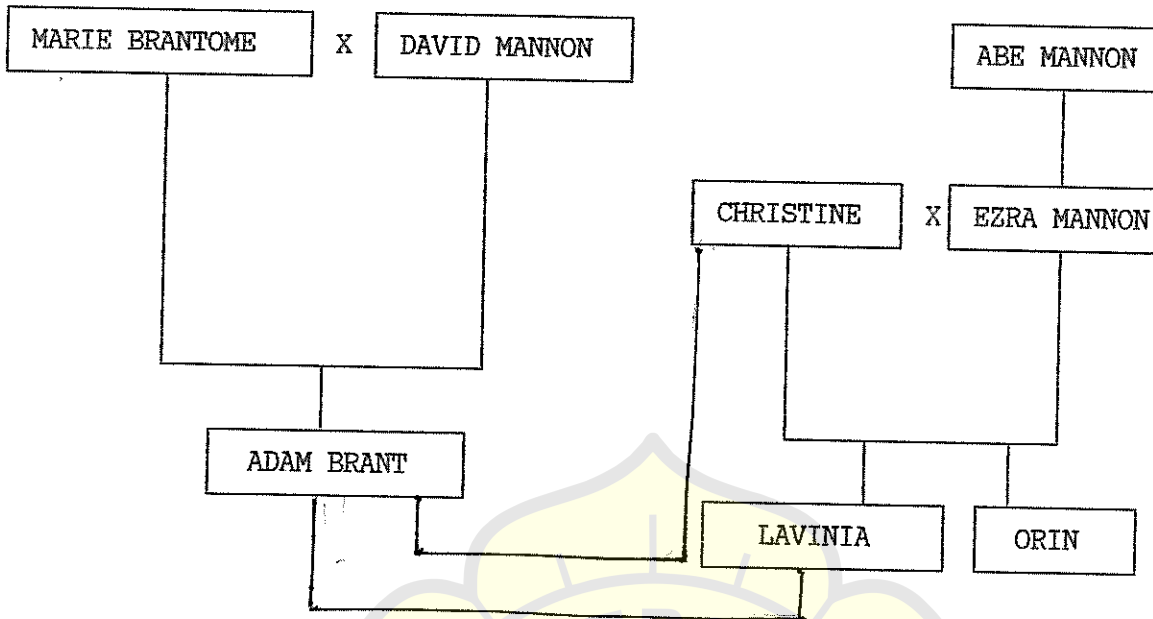 MARIE BRANTOME X DAVID MANNON
ABE MANNON
CHRISTINE X EZRA MANNON
ADAM BRANT
LAVINIA
ORIN